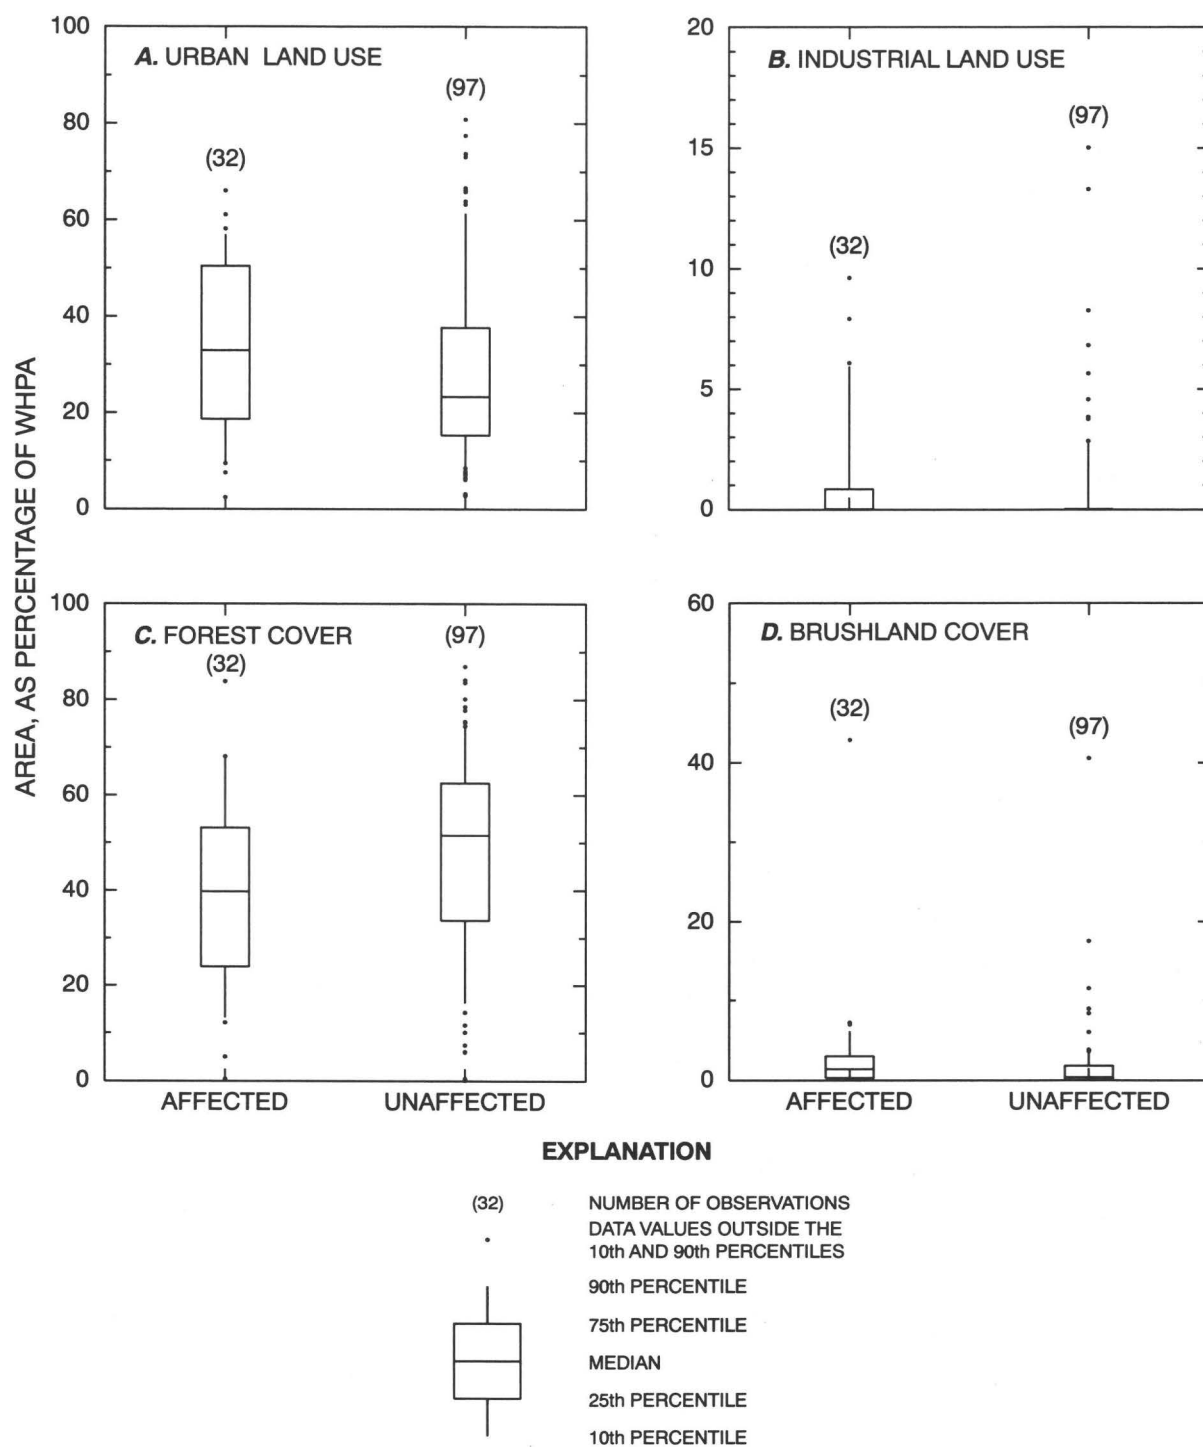 AREA, AS PERCENTAGE OF WHPA
A. URBAN LAND USE
100
80
60
40
20
0
(32)
(97)
B. INDUSTRIAL LAND USE
20
15
10
5
0
(32)
(97)
C. FOREST COVER
100
80
60
40
20
0
(32)
(97)
AFFECTED
UNAFFECTED
D. BRUSHLAND COVER
60
40
20
0
(32)
(97)
AFFECTED
UNAFFECTED
EXPLANATION
(32)
NUMBER OF OBSERVATIONS
DATA VALUES OUTSIDE THE
10th AND 90th PERCENTILES
90th PERCENTILE
75th PERCENTILE
MEDIAN
25th PERCENTILE
10th PERCENTILE